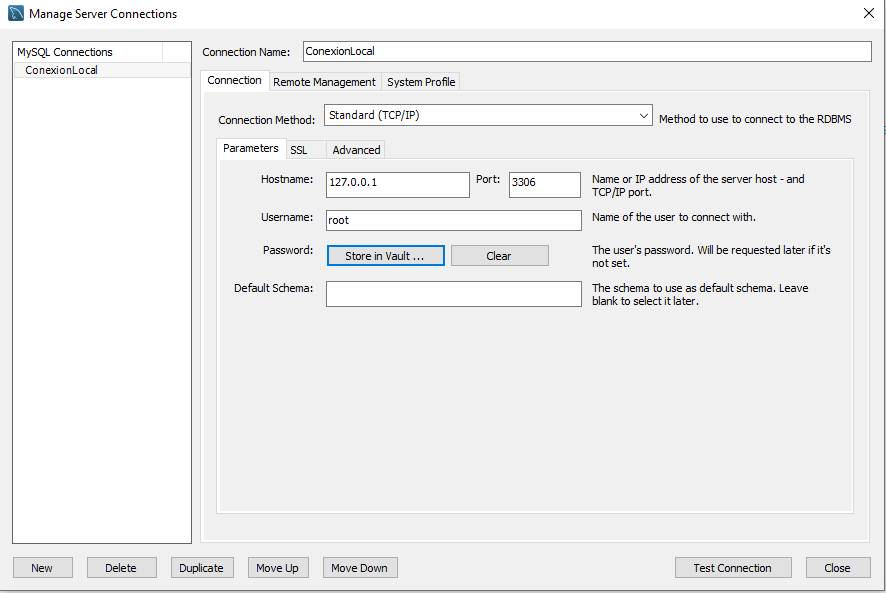 Manage Server Connections
MySQL Connections
ConexionLocal
Connection Name: ConexionLocal
Connection Remote Management System Profile
Connection Method: Standard (TCP/IP) Method to use to connect to the RDBMS
Parameters SSL Advanced
Hostname: 127.0.0.1 Port: 3306 Name or IP address of the server host - and
TCP/IP port.
Username: root Name of the user to connect with.
Password: Store in Vault ... Clear The user's password. Will be requested later if it's
not set.
Default Schema: The schema to use as default schema. Leave
blank to select it later.
New Delete Duplicate Move Up Move Down Test Connection Close